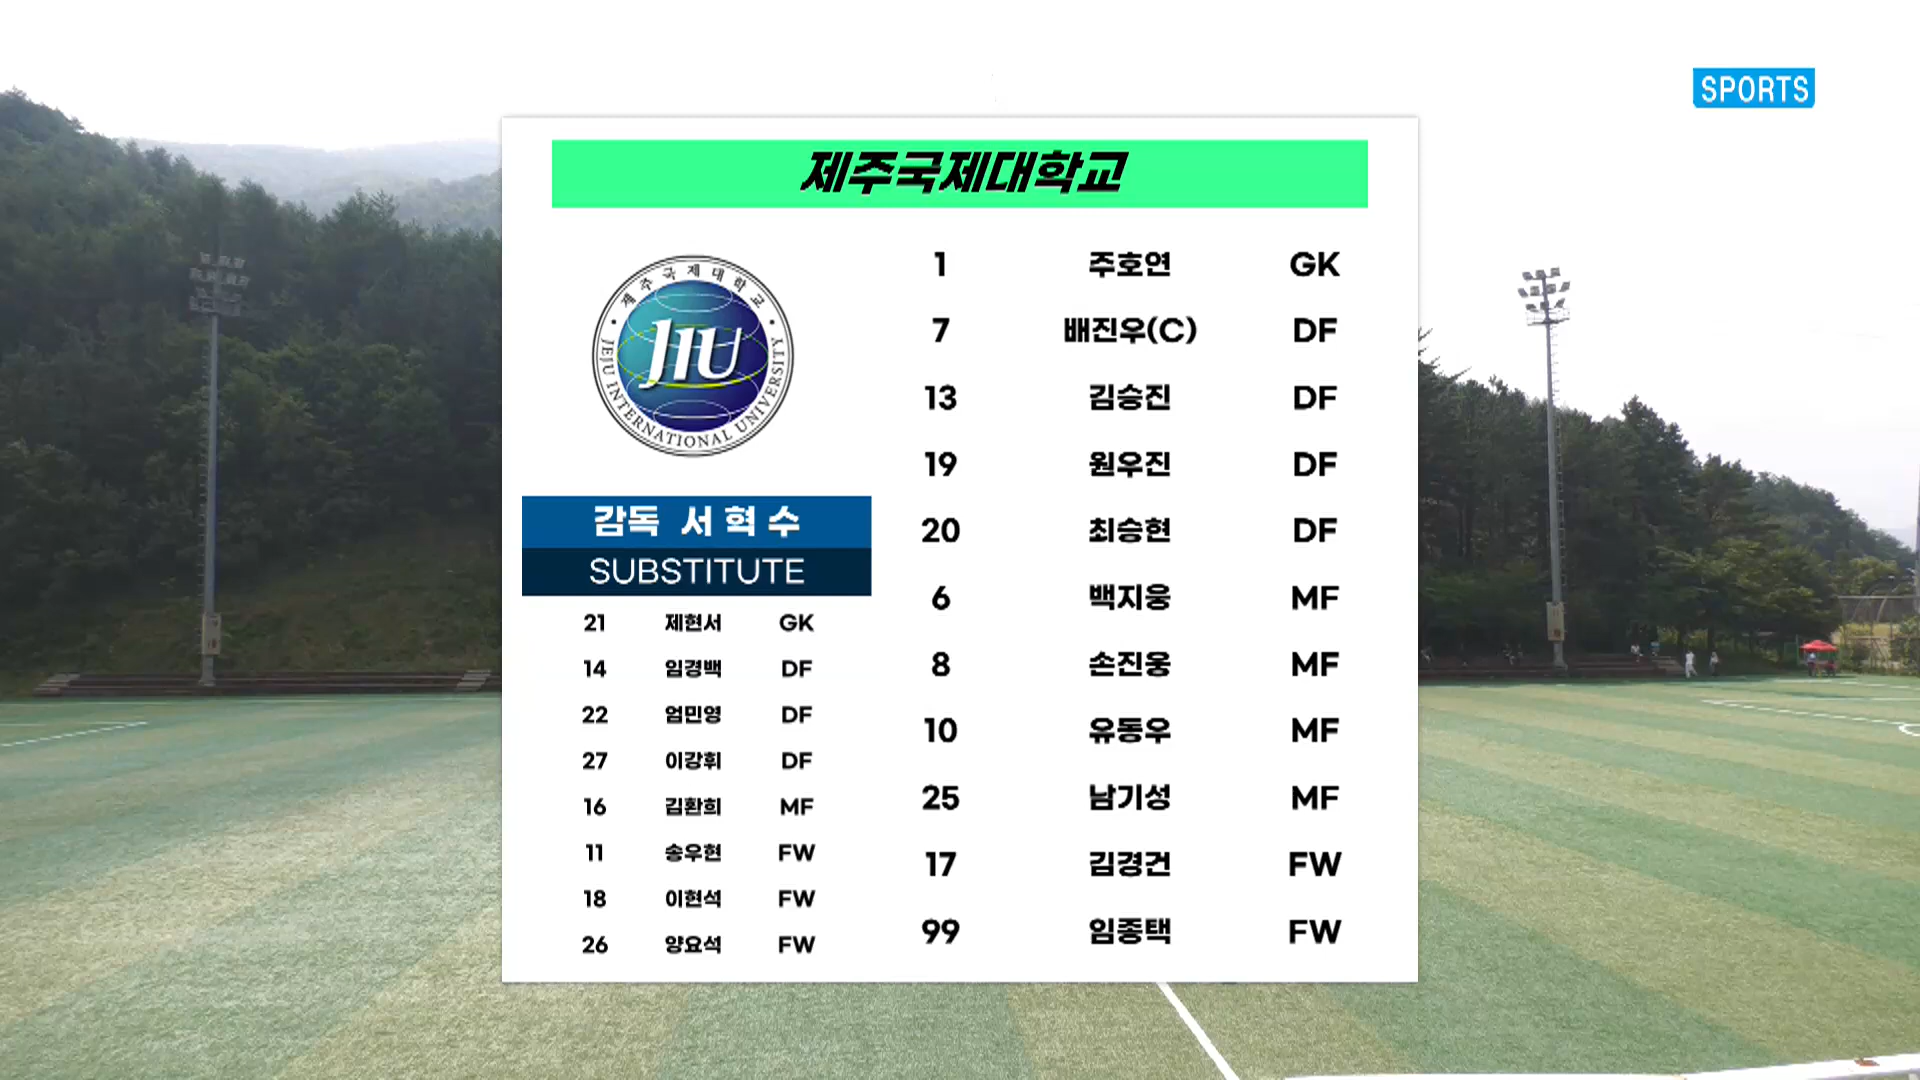 SPORTS
제주국제대학교
제주국제대학교
JIU
JEJU INTERNATIONAL UNIVERSITY
감독 서혁수
SUBSTITUTE
21 제현서 GK
14 임경백 DF
22 엄민영 DF
27 이강휘 DF
16 김환희 MF
11 송우현 FW
18 이현석 FW
26 양요석 FW
1 주호연 GK
7 배진우(C) DF
13 김승진 DF
19 원우진 DF
20 최승현 DF
6 백지웅 MF
8 손진웅 MF
10 유동우 MF
25 남기성 MF
17 김경건 FW
99 임종택 FW